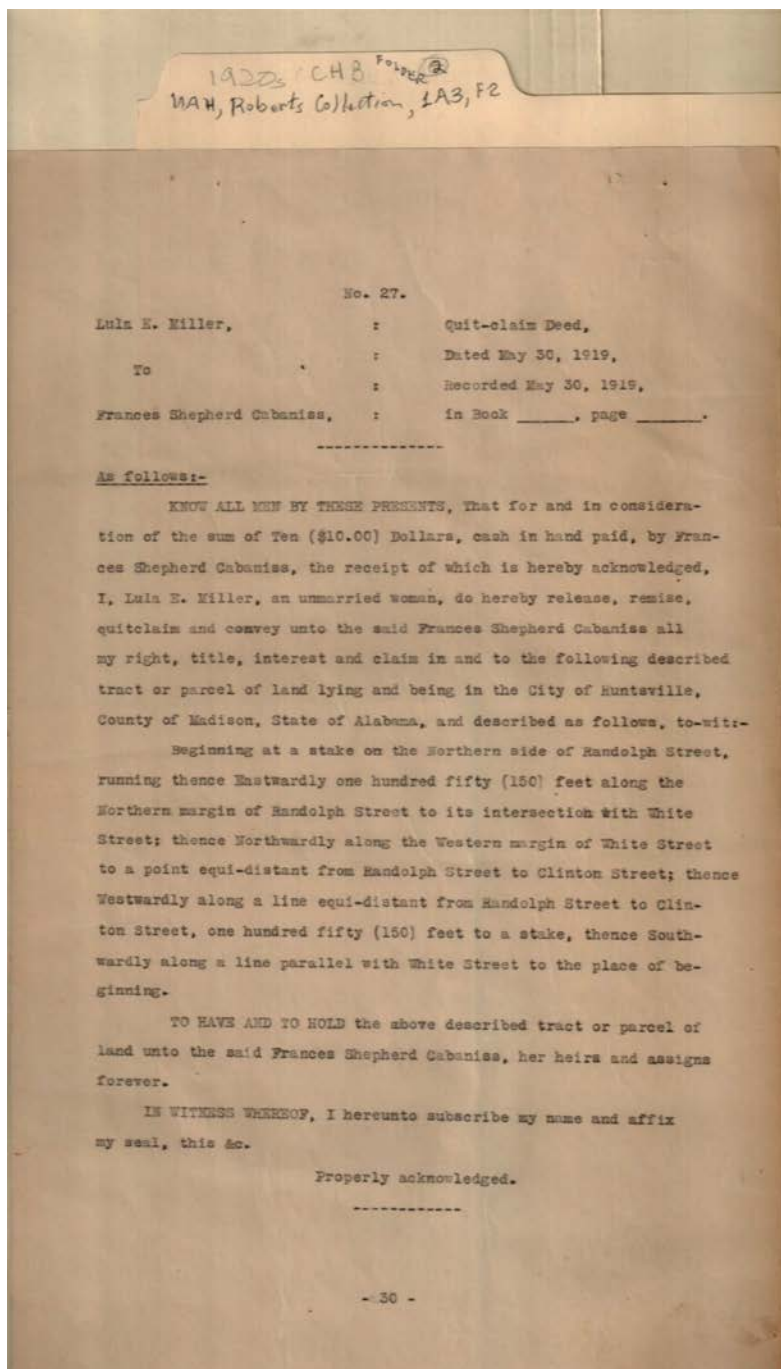 1920s CHB FOLDER 2
UAH, Roberts Collection, 1A3, F2
No. 27.
Lula E. Miller, : Quit-claim Deed,
: Dated May 30, 1919,
To
: Recorded May 30, 1919,
Frances Shepherd Cabaniss, : in Book ______, page _______.
--------------
As follows:-
KNOW ALL MEN BY THESE PRESENTS, That for and in considera-
tion of the sum of Ten ($10.00) Dollars, cash in hand paid, by Fran-
ces Shepherd Cabaniss, the receipt of which is hereby acknowledged,
I, Lula E. Miller, an unmarried woman, do hereby release, remise,
quitclaim and convey unto the said Frances Shepherd Cabaniss all
my right, title, interest and claim in and to the following described
tract or parcel of land lying and being in the City of Huntsville,
County of Madison, State of Alabama, and described as follows, to-wit:-
Beginning at a stake on the Northern side of Randolph Street,
running thence Eastwardly one hundred fifty (150) feet along the
Northern margin of Randolph Street to its intersection with White
Street; thence Northwardly along the Western margin of White Street
to a point equi-distant from Randolph Street to Clinton Street; thence
Westwardly along a line equi-distant from Randolph Street to Clin-
ton Street, one hundred fifty (150) feet to a stake, thence South-
wardly along a line parallel with White Street to the place of be-
ginning.
TO HAVE AND TO HOLD the above described tract or parcel of
land unto the said Frances Shepherd Cabaniss, her heirs and assigns
forever.
IN WITNESS WHEREOF, I hereunto subscribe my name and affix
my seal, this &c.
Properly acknowledged.
------------
- 30 -